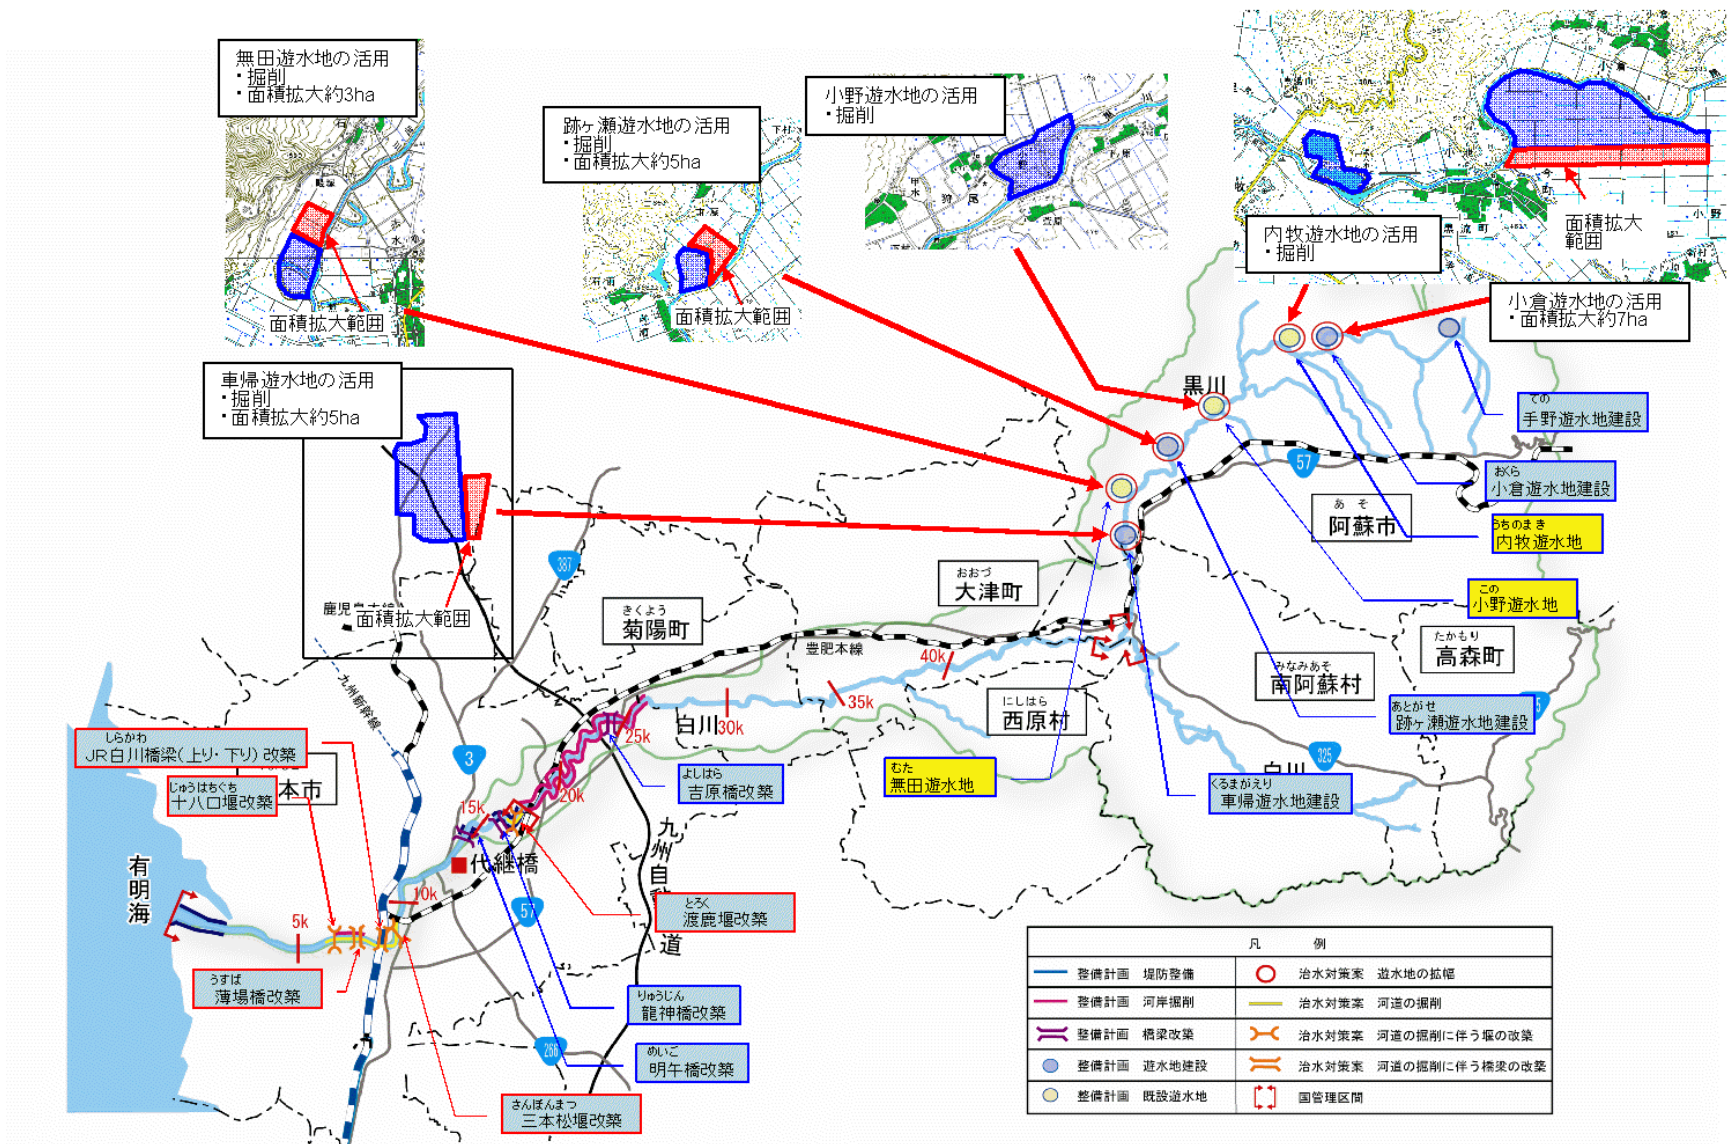 無田遊水地の活用
・掘削
・面積拡大約3ha
面積拡大範囲
跡ヶ瀬遊水地の活用
・掘削
・面積拡大約5ha
面積拡大範囲
小野遊水地の活用
・掘削
狩尾
内牧遊水地の活用
・掘削
面積拡大
範囲
小野
黒流町
小倉遊水地の活用
・面積拡大約7ha
車帰遊水地の活用
・掘削
・面積拡大約5ha
面積拡大範囲
黒川
57
ての
手野遊水地建設
おくら
小倉遊水地建設
うちのまき
内牧遊水地
あそ
阿蘇市
この
小野遊水地
たかもり
高森町
みなみあそ
南阿蘇村
あとがせ
跡ヶ瀬遊水地建設
325
白川
くるまがえり
車帰遊水地建設
おおづ
大津町
387
きくよう
菊陽町
豊肥本線
40k
35k
30k
25k
20k
15k
10k
5k
にしはら
西原村
白川
むた
無田遊水地
よしはら
吉原橋改築
九州新幹線
3
しらかわ
JR白川橋梁(上り・下り)改築
じゅうはちぐち
十八口堰改築
本市
代継橋
九州自動
道
有明海
57
とろく
渡鹿堰改築
うすば
薄場橋改築
りゅうじん
龍神橋改築
めいご
明午橋改築
266
さんぼんまつ
三本松堰改築
凡 例
整備計画 堤防整備
治水対策案 遊水地の拡幅
整備計画 河岸掘削
治水対策案 河道の掘削
整備計画 橋梁改築
治水対策案 河道の掘削に伴う堰の改築
整備計画 遊水地建設
治水対策案 河道の掘削に伴う橋梁の改築
整備計画 既設遊水地
国管理区間